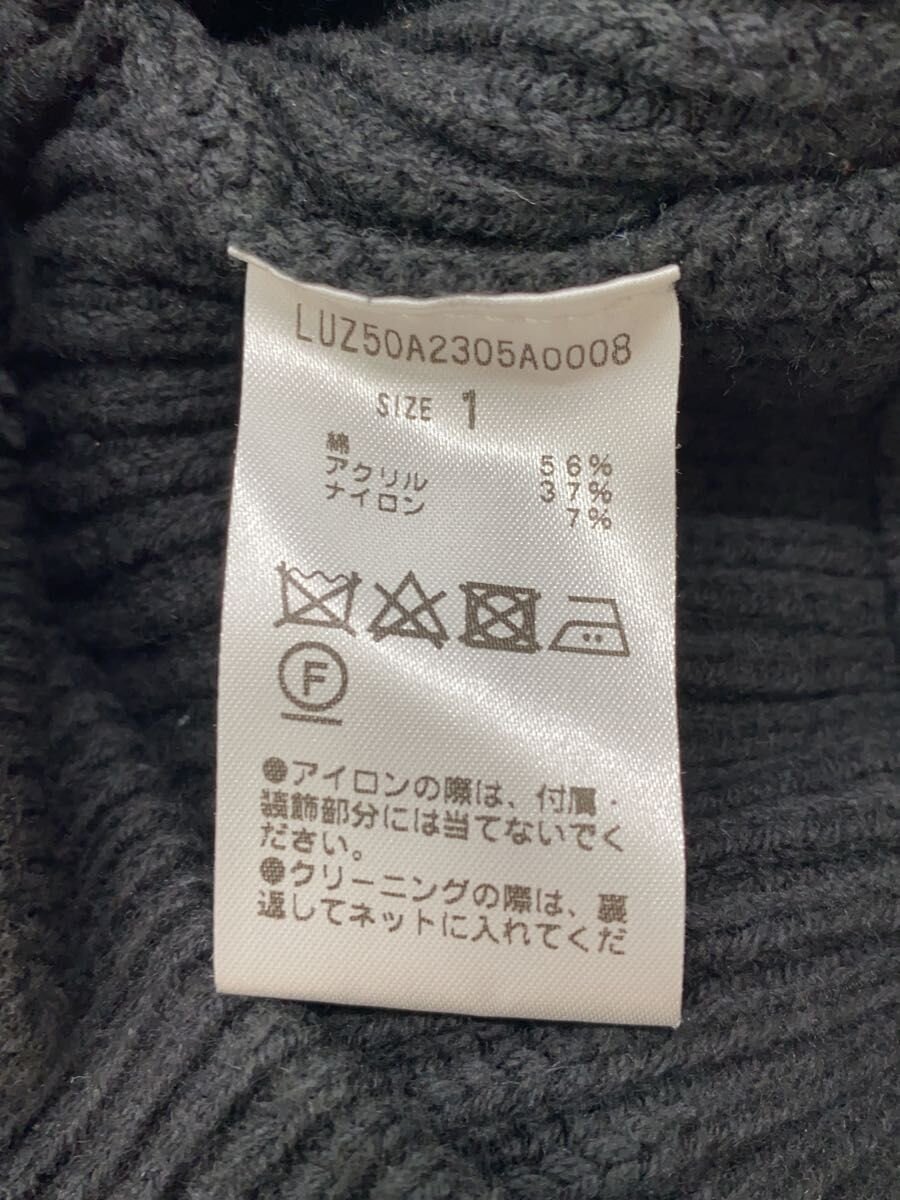 LUZ50A2305A0008
SIZE 1
綿 56%
アクリル 37%
ナイロン 7%
F
●アイロンの際は、付属・
装飾部分には当てないでく
ださい。
●クリーニングの際は、裏
返してネットに入れてくだ